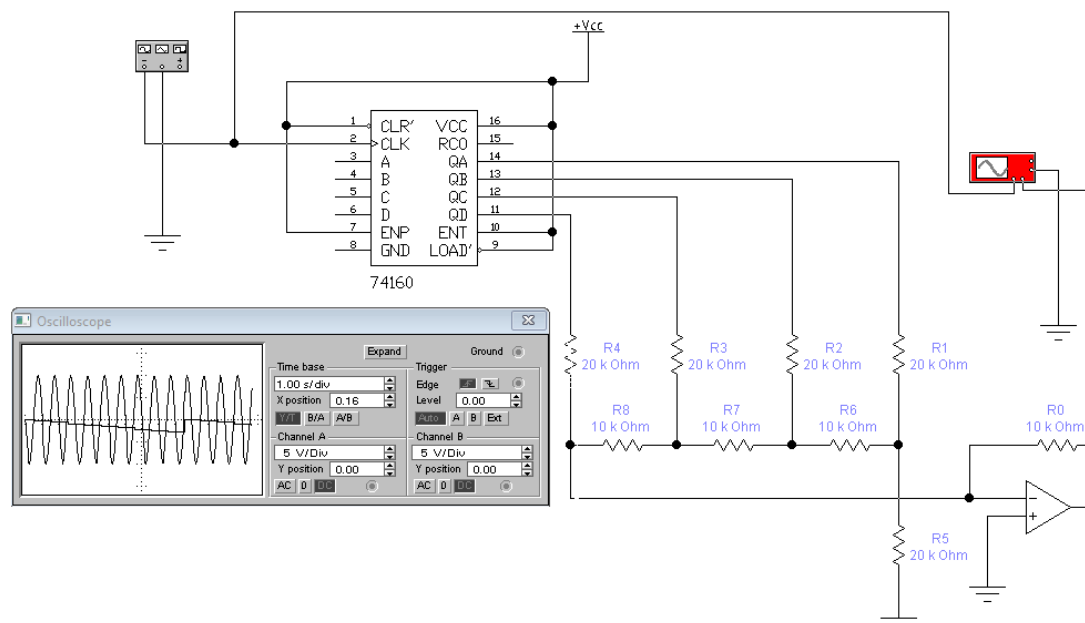 +Vcc
1 CLR' VCC 16
2 CLK RCO 15
3 A QA 14
4 B QB 13
5 C QC 12
6 D QD 11
7 ENP ENT 10
8 GND LOAD' 9
74160
Oscilloscope
Expand Ground
Time base Trigger
1.00 s/div Edge
X position 0.16 Level 0.00
Y/T B/A A/B Auto A B Ext
Channel A Channel B
5 V/Div 5 V/Div
Y position 0.00 Y position 0.00
AC 0 DC AC 0 DC
R4 R3 R2 R1
20 k Ohm 20 k Ohm 20 k Ohm 20 k Ohm
R8 R7 R6 R0
10 k Ohm 10 k Ohm 10 k Ohm 10 k Ohm
R5
20 k Ohm